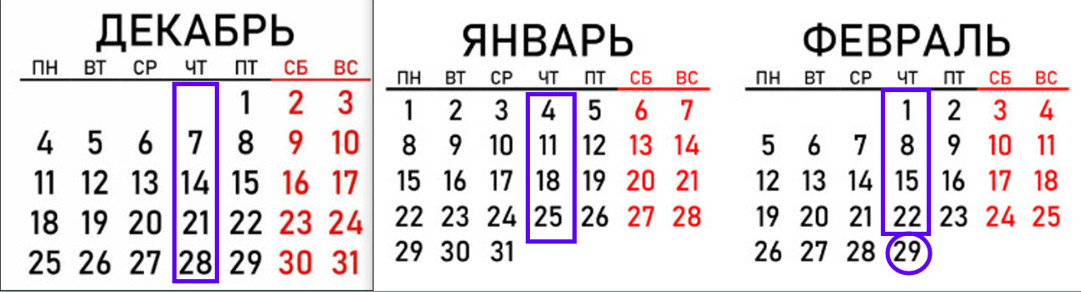 ДЕКАБРЬ
ПН ВТ СР ЧТ ПТ СБ ВС
1 2 3
4 5 6 7 8 9 10
11 12 13 14 15 16 17
18 19 20 21 22 23 24
25 26 27 28 29 30 31
ЯНВАРЬ
ПН ВТ СР ЧТ ПТ СБ ВС
1 2 3 4 5 6 7
8 9 10 11 12 13 14
15 16 17 18 19 20 21
22 23 24 25 26 27 28
29 30 31
ФЕВРАЛЬ
ПН ВТ СР ЧТ ПТ СБ ВС
1 2 3 4
5 6 7 8 9 10 11
12 13 14 15 16 17 18
19 20 21 22 23 24 25
26 27 28 29